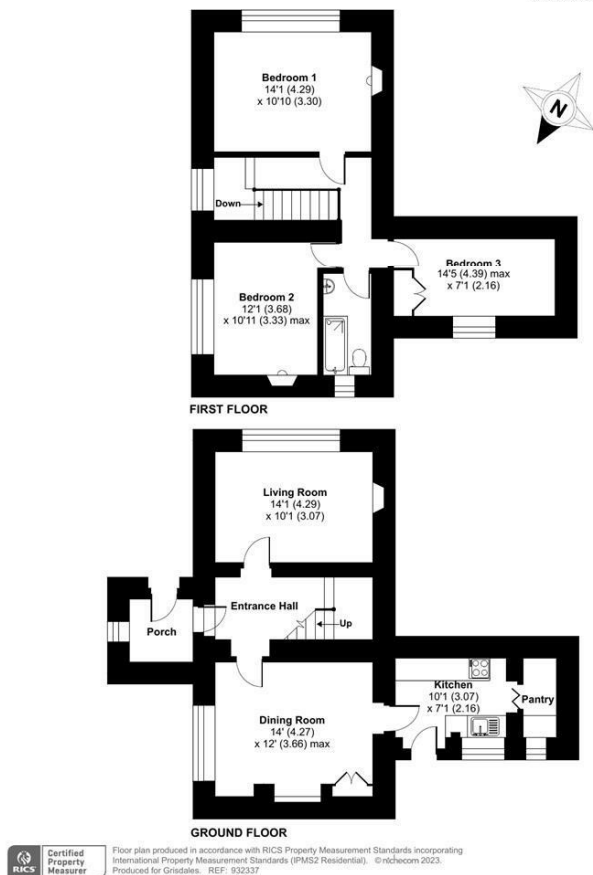 Bedroom 1
14'1 (4.29)
x 10'10 (3.30)
N
Down
Bedroom 3
14'5 (4.39) max
x 7'1 (2.16)
Bedroom 2
12'1 (3.68)
x 10'11 (3.33) max
FIRST FLOOR
Living Room
14'1 (4.29)
x 10'1 (3.07)
Entrance Hall
Up
Porch
Kitchen
10'1 (3.07)
x 7'1 (2.16)
Pantry
Dining Room
14' (4.27)
x 12' (3.66) max
GROUND FLOOR
RICS
Certified
Property
Measurer
Floor plan produced in accordance with RICS Property Measurement Standards incorporating
International Property Measurement Standards (IPMS2 Residential). © nichecom 2023.
Produced for Grisdales. REF: 932337